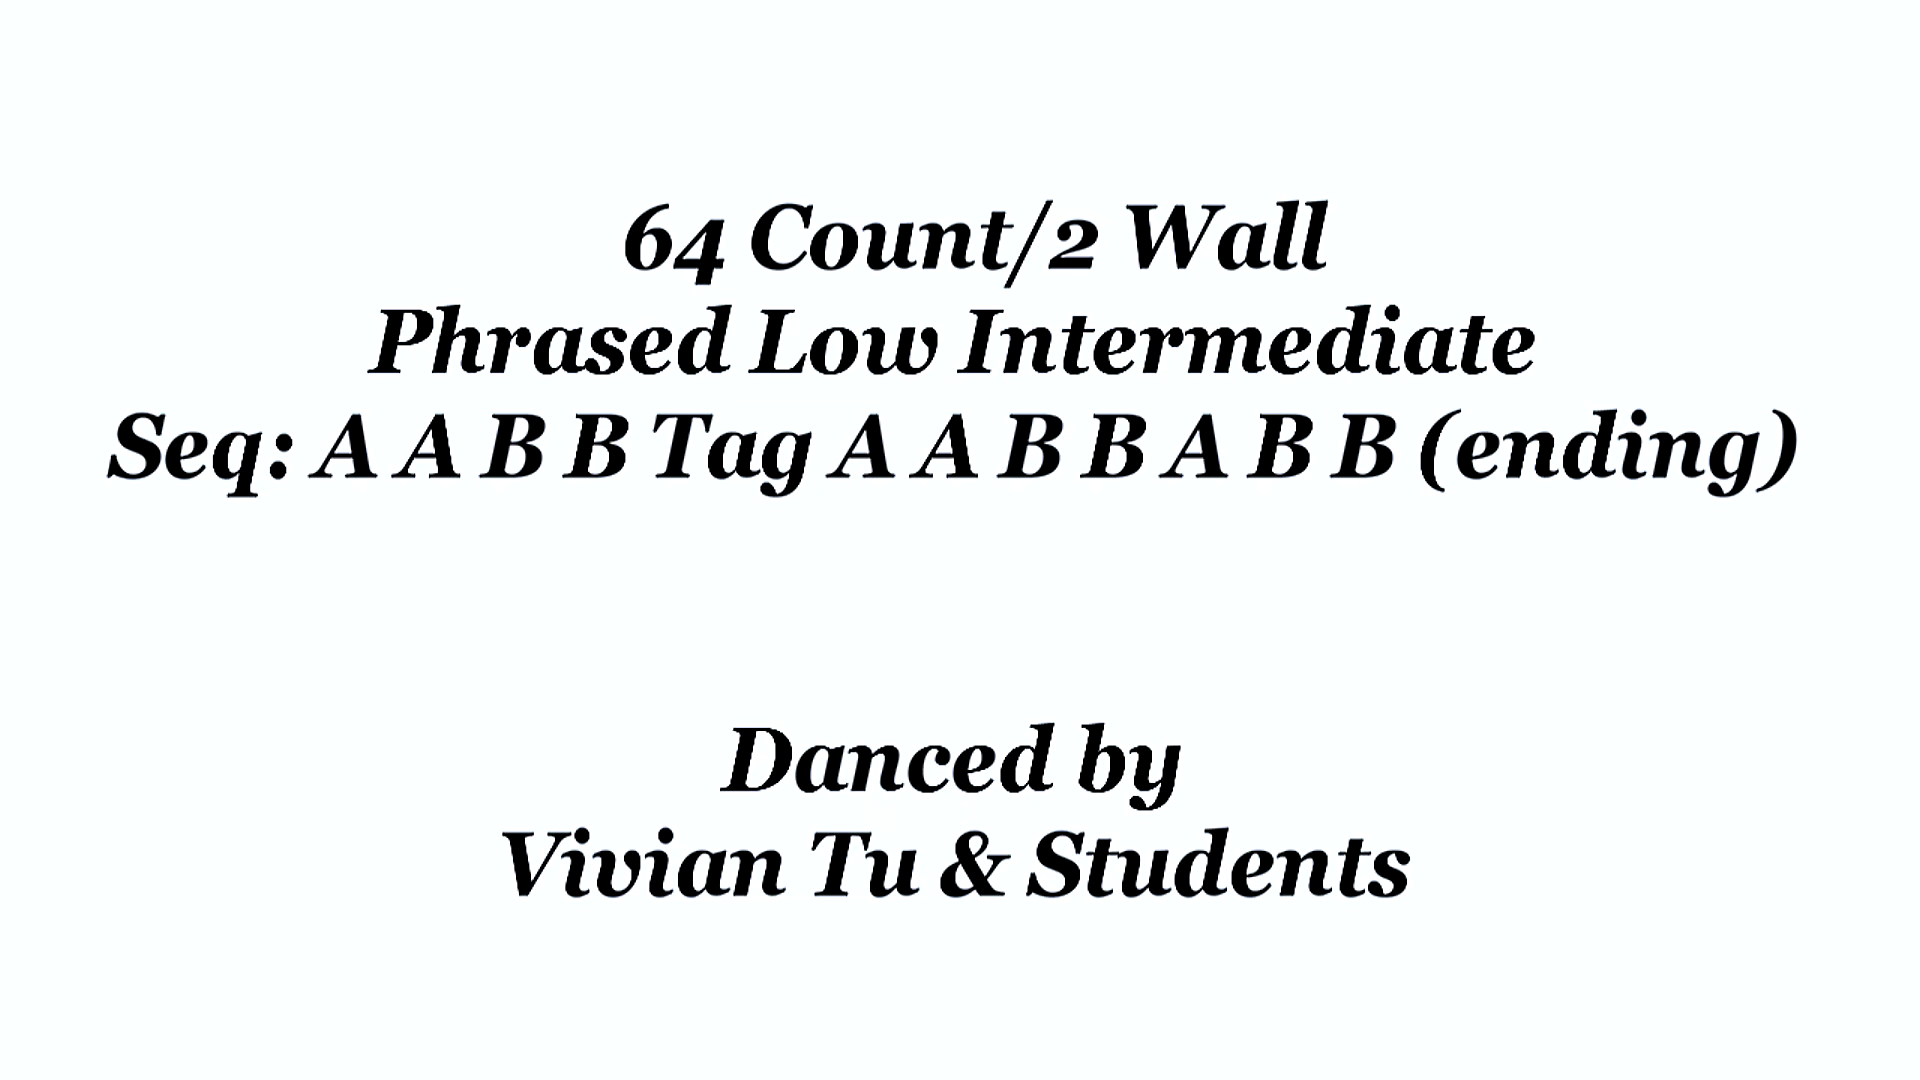 64 Count/2 Wall
Phrased Low Intermediate
Seq: A A B B Tag A A B B A B B (ending)
Danced by
Vivian Tu & Students